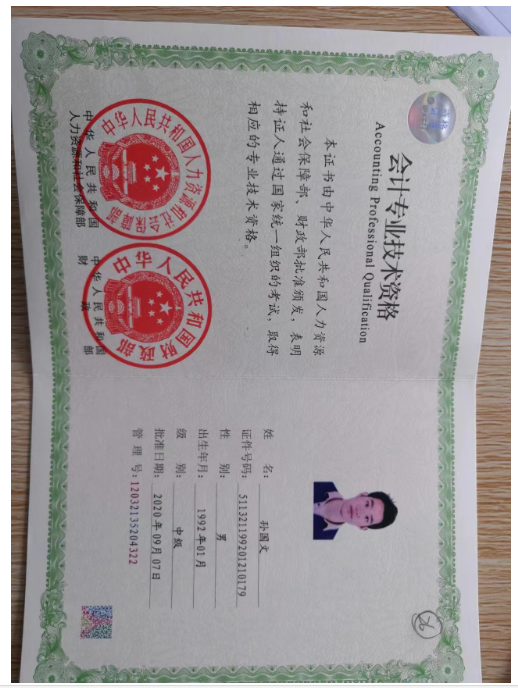 会计专业技术资格
Accounting Professional Qualification
本证书由中华人民共和国人力资源
和社会保障部、财政部批准颁发，表明
持证人通过国家统一组织的考试，取得
相应的专业技术资格。
中华人民共和国人力资源和社会保障部
中华人民共和国
人力资源和社会保障部
中华人民共和国财政部
中华人民共和国
财政部
姓 名： 孙国文
证件号码： 511321199201210179
性 别： 男
出生年月： 1992年01月
级 别： 中级
批准日期： 2020年09月07日
管 理 号：12032135204322